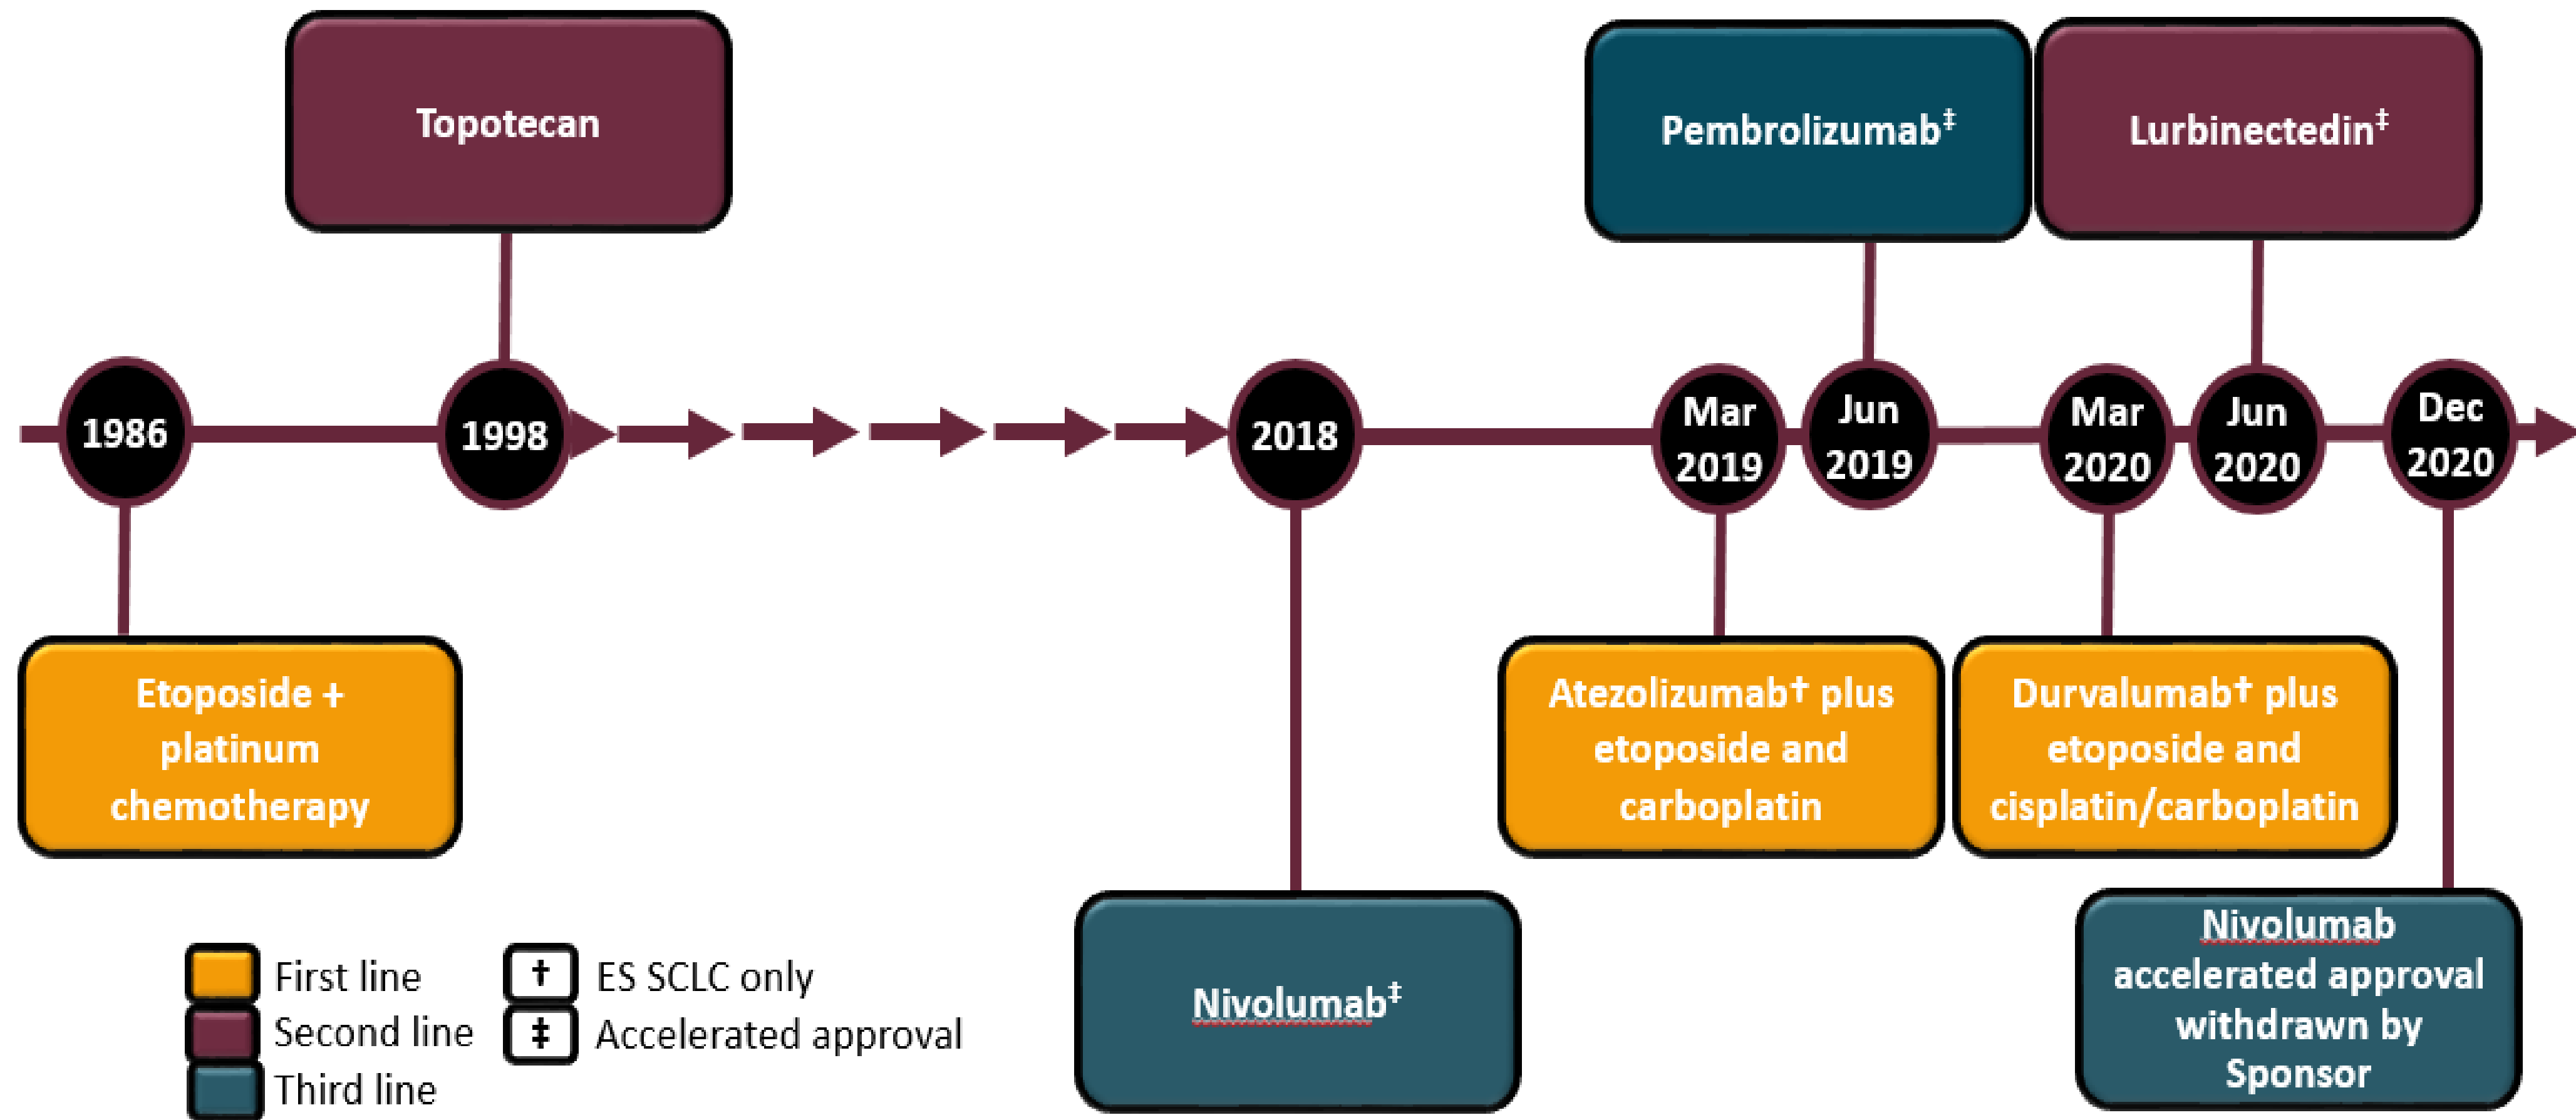 Topotecan
Pembrolizumab‡
Lurbinectedin‡
1986
1998
2018
Mar
2019
Jun
2019
Mar
2020
Jun
2020
Dec
2020
Etoposide +
platinum
chemotherapy
Atezolizumab† plus
etoposide and
carboplatin
Durvalumab† plus
etoposide and
cisplatin/carboplatin
Nivolumab‡
Nivolumab
accelerated approval
withdrawn by
Sponsor
First line
Second line
Third line
† ES SCLC only
‡ Accelerated approval